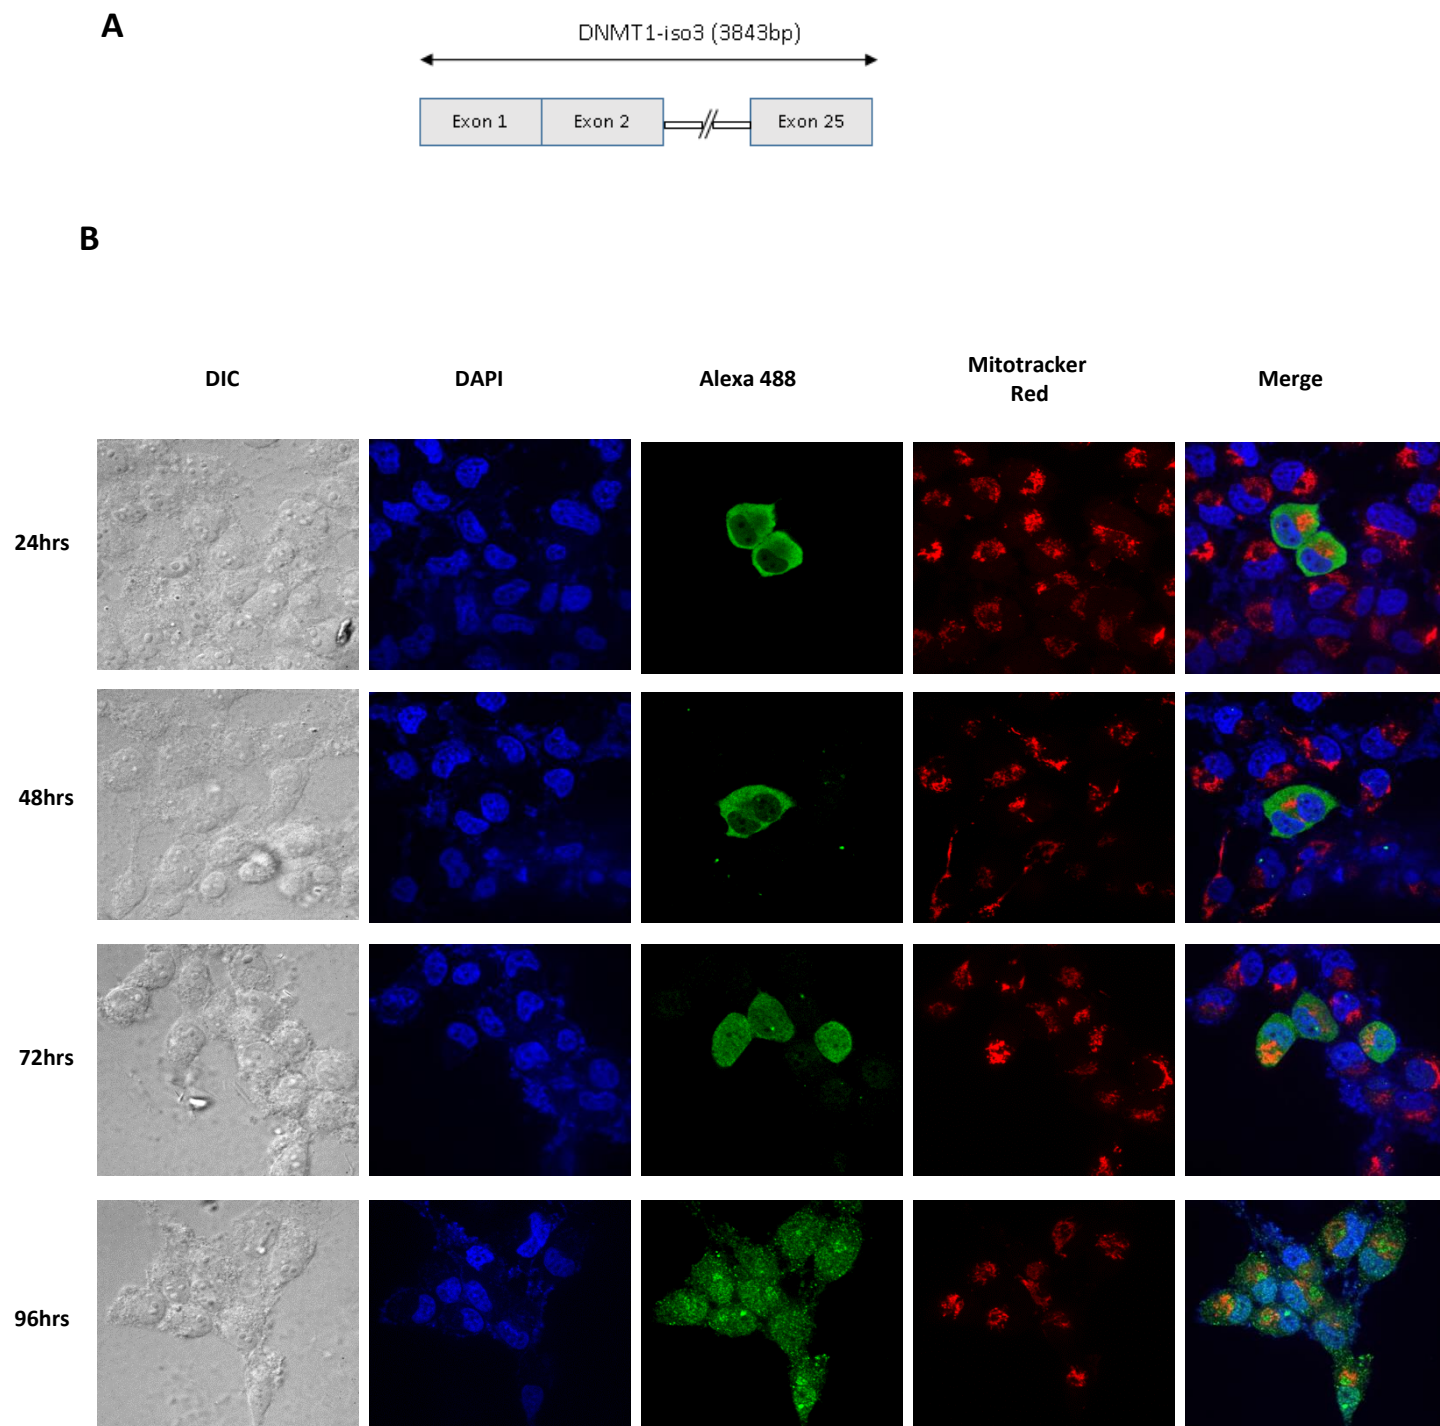 A
DNMT1-iso3 (3843bp)
Exon 1
Exon 2
Exon 25
B
DIC
DAPI
Alexa 488
Mitotracker
Red
Merge
24hrs
48hrs
72hrs
96hrs